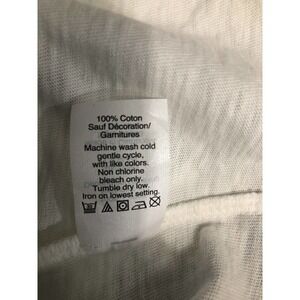 100% Coton
Sauf Décoration/
Garnitures
Machine wash cold
gentle cycle,
with like colors.
Non chlorine
bleach only.
Tumble dry low.
Iron on lowest setting.